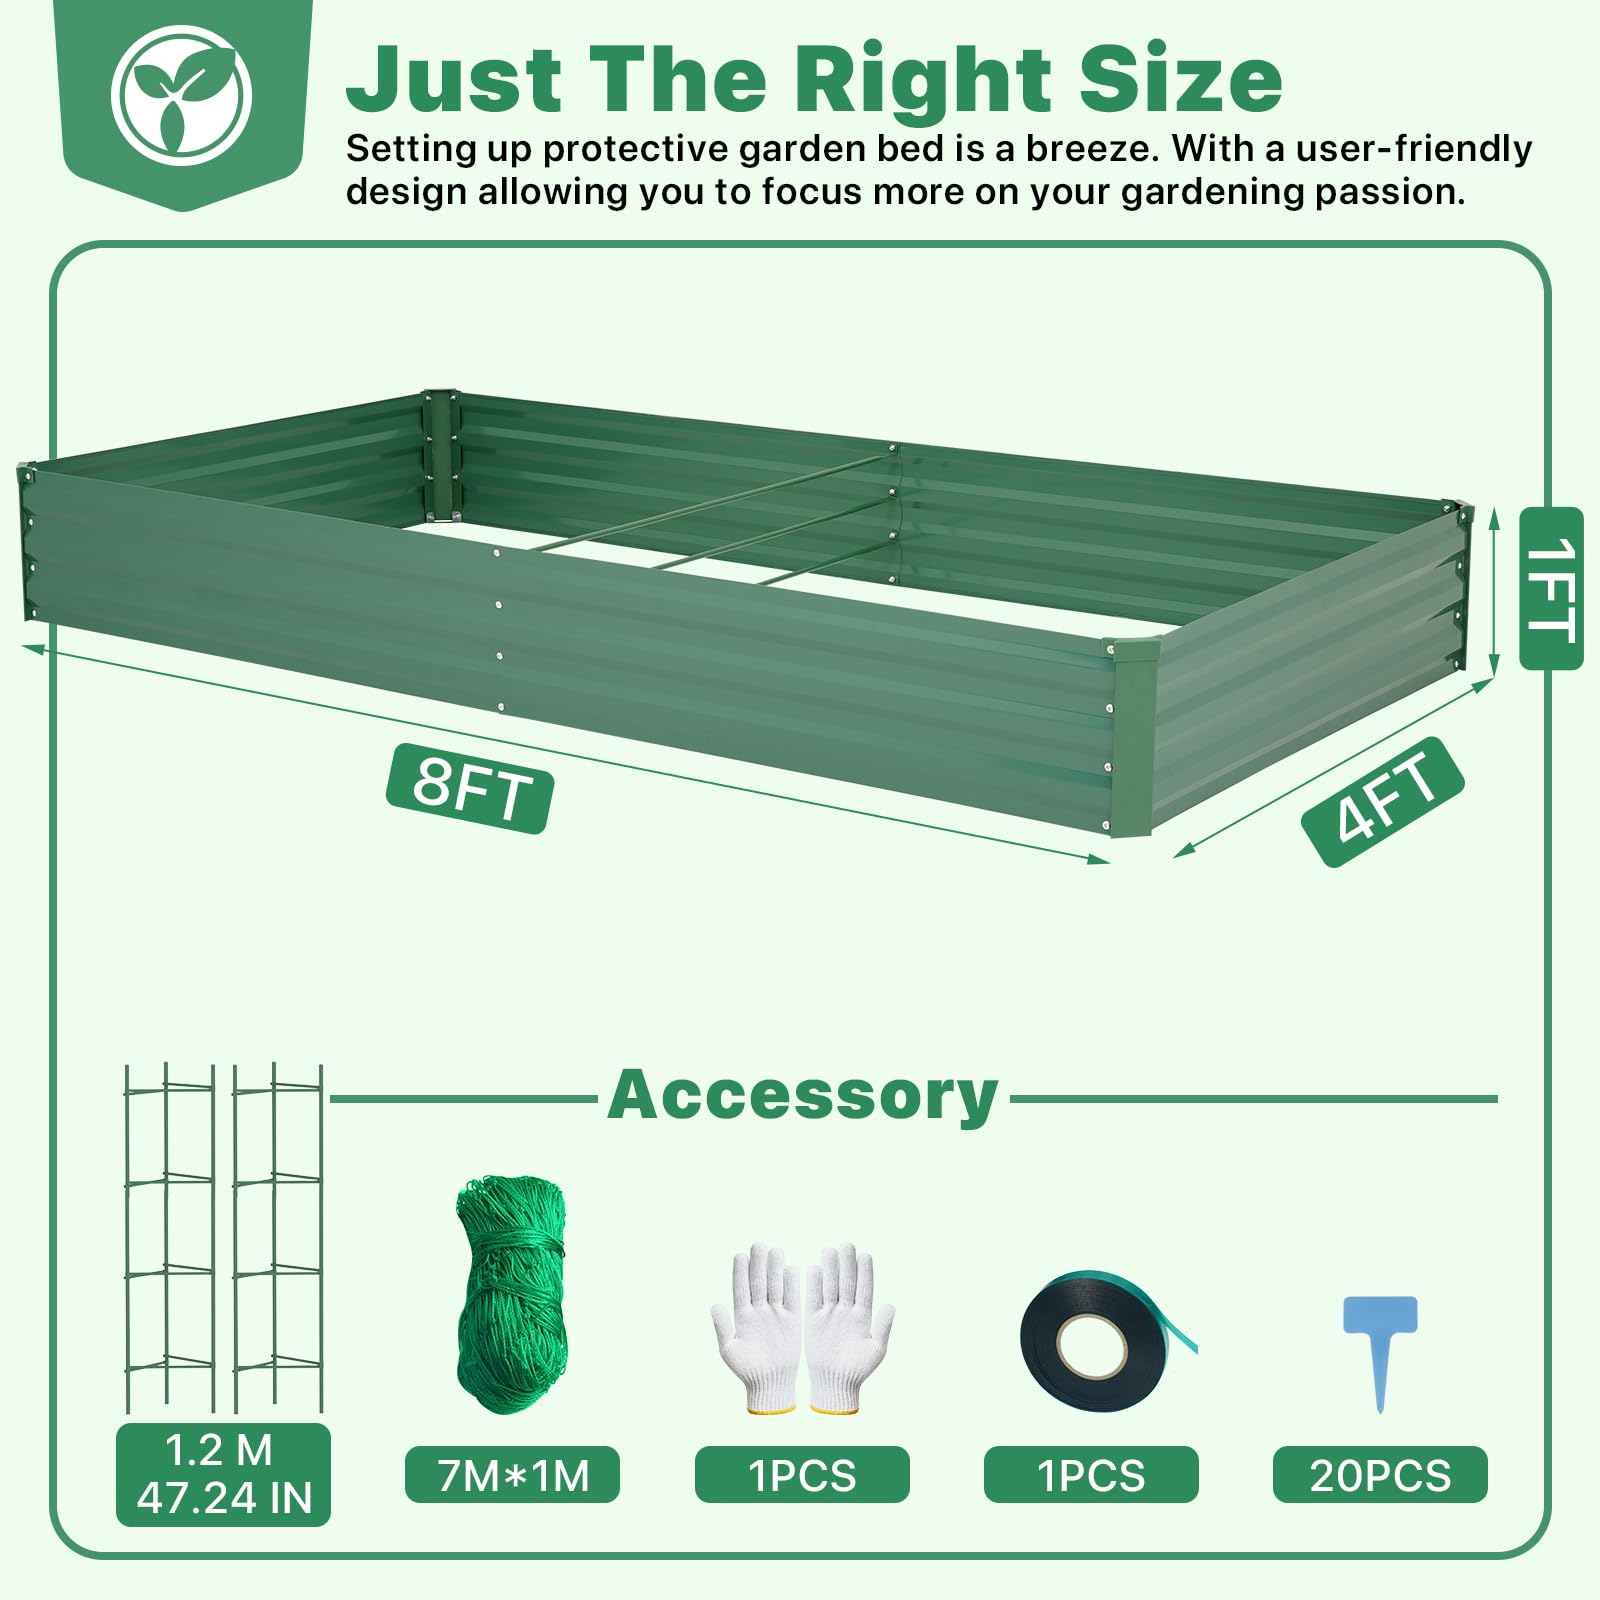 Just The Right Size
Setting up protective garden bed is a breeze. With a user-friendly
design allowing you to focus more on your gardening passion.
1FT
8FT
4FT
Accessory
1.2 M
47.24 IN
7M*1M
1PCS
1PCS
20PCS